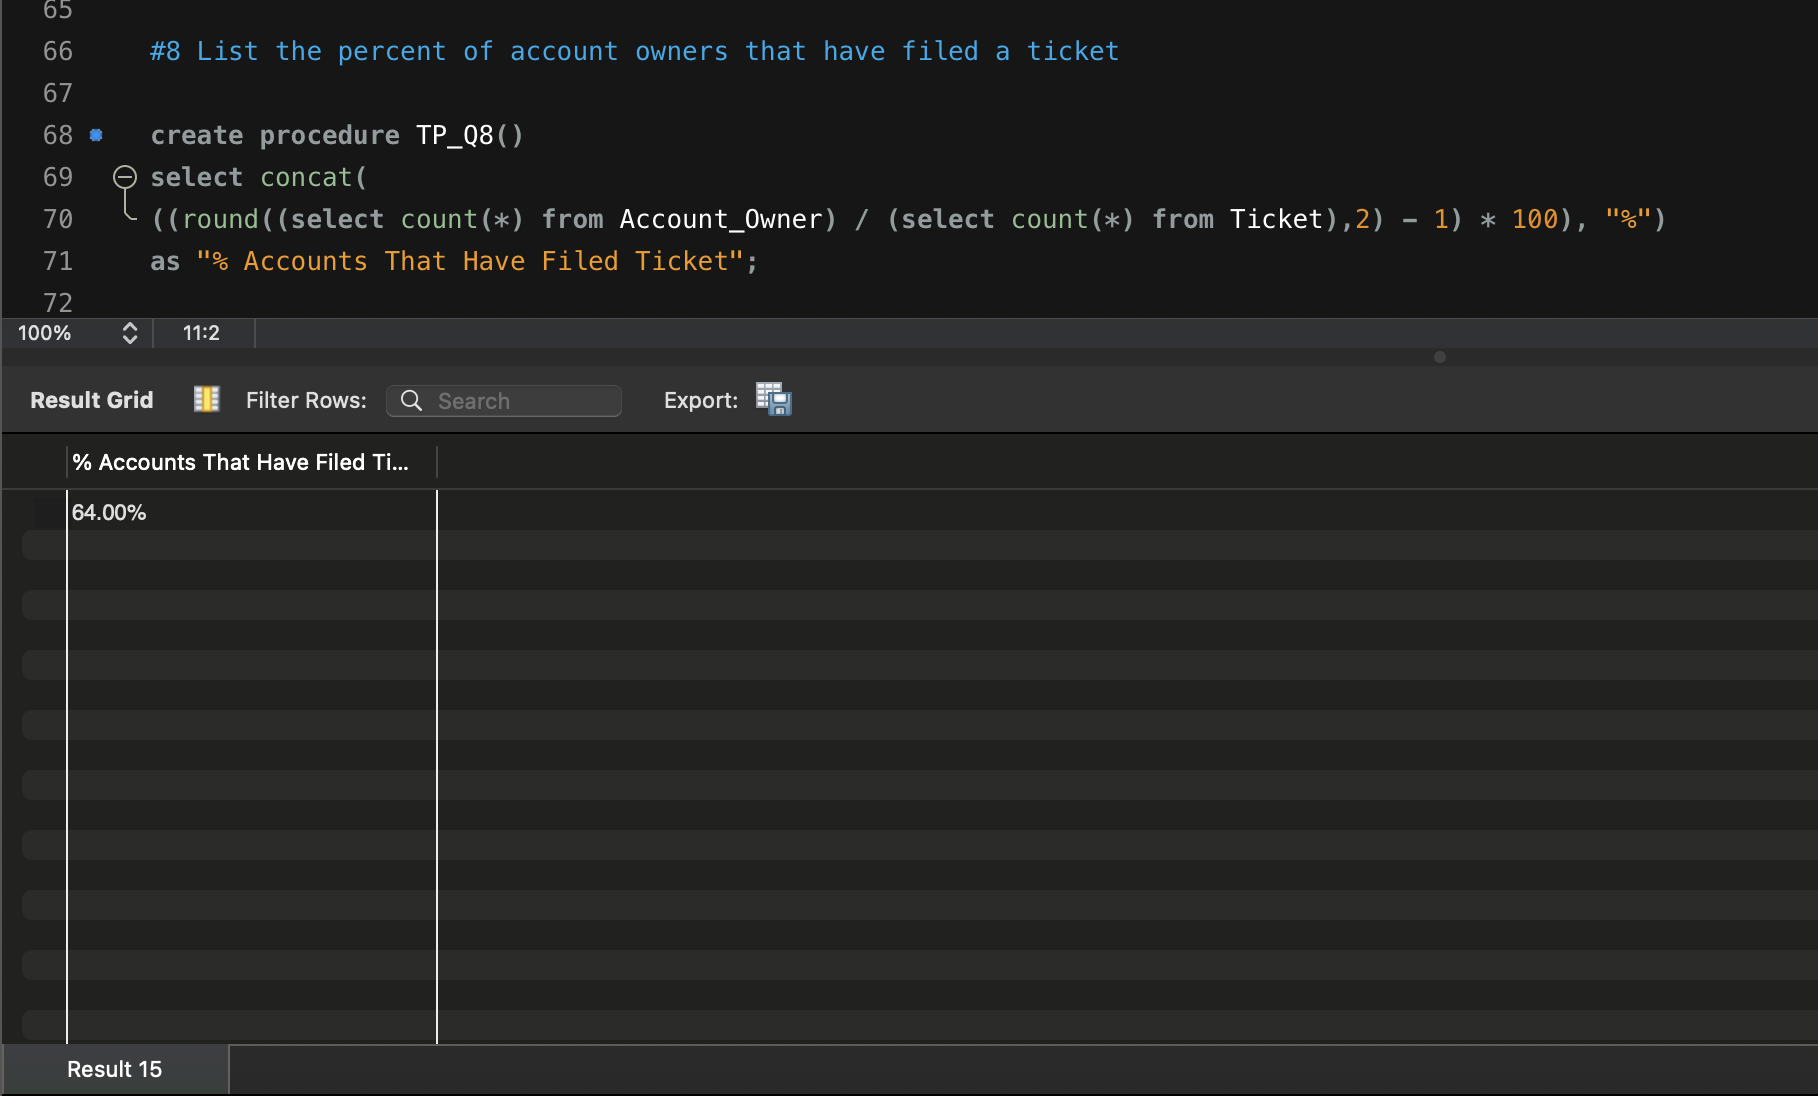 65
66 #8 List the percent of account owners that have filed a ticket
67
68 create procedure TP_Q8()
69 select concat(
70 ((round((select count(*) from Account_Owner) / (select count(*) from Ticket),2) - 1) * 100), "%")
71 as "% Accounts That Have Filed Ticket";
72
100% 11:2
Result Grid Filter Rows: Search Export:
% Accounts That Have Filed Ti...
64.00%
Result 15